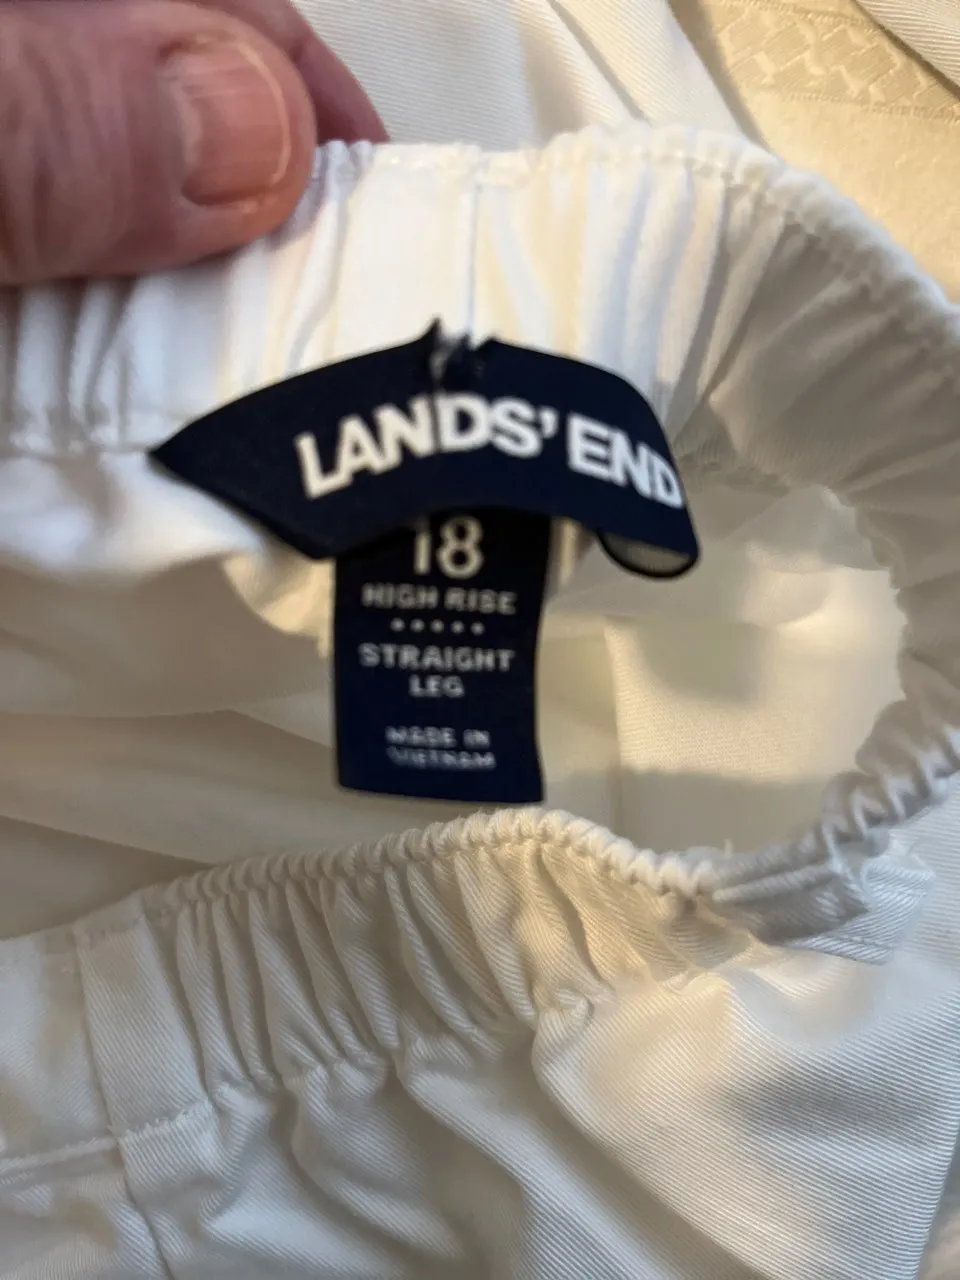 LANDS' END
18
HIGH RISE
STRAIGHT
LEG
MADE IN
VIETNAM